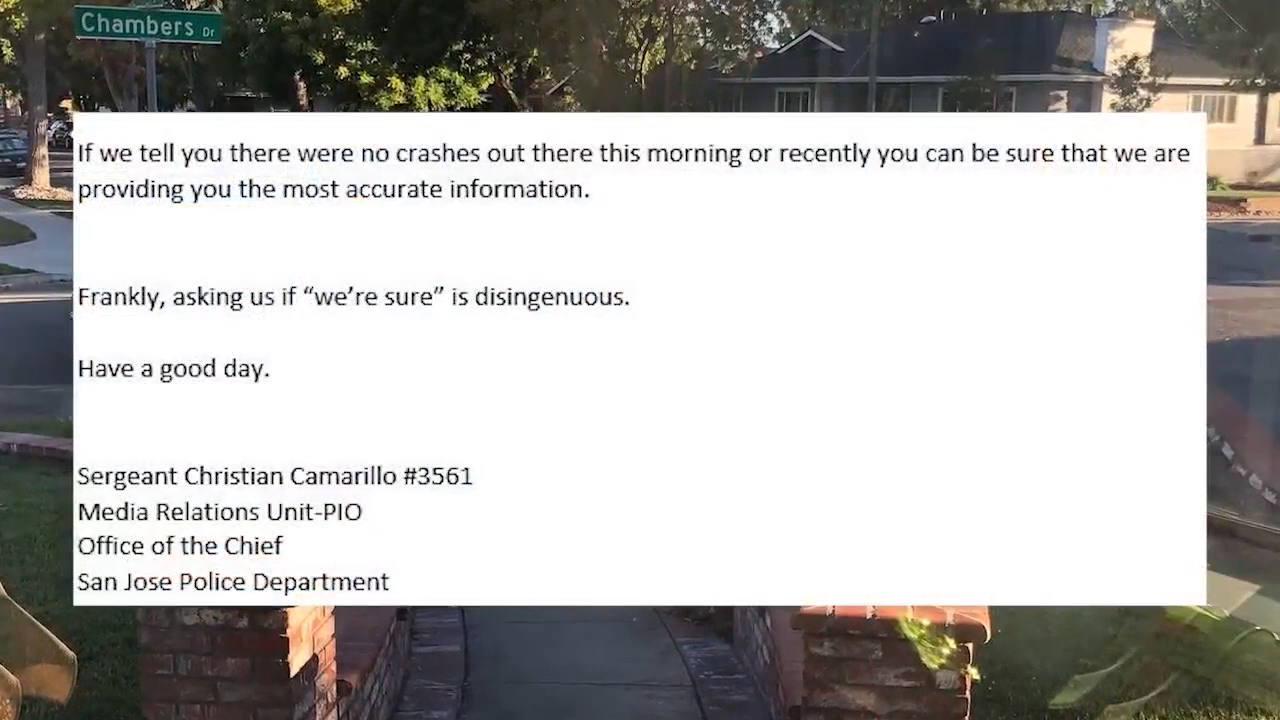 Chambers Dr
If we tell you there were no crashes out there this morning or recently you can be sure that we are
providing you the most accurate information.
Frankly, asking us if “we’re sure” is disingenuous.
Have a good day.
Sergeant Christian Camarillo #3561
Media Relations Unit-PIO
Office of the Chief
San Jose Police Department